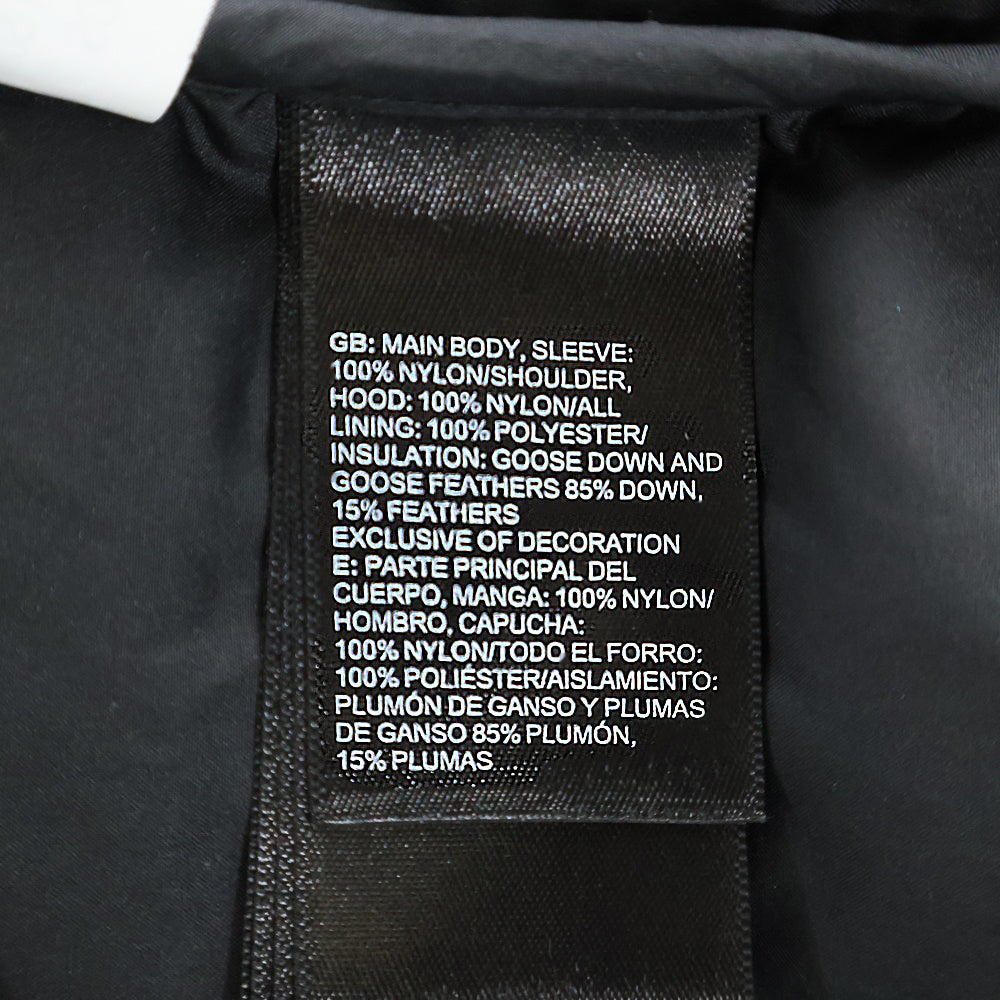 GB: MAIN BODY, SLEEVE:
100% NYLON/SHOULDER,
HOOD: 100% NYLON/ALL
LINING: 100% POLYESTER/
INSULATION: GOOSE DOWN AND
GOOSE FEATHERS 85% DOWN,
15% FEATHERS
EXCLUSIVE OF DECORATION
E: PARTE PRINCIPAL DEL
CUERPO, MANGA: 100% NYLON/
HOMBRO, CAPUCHA:
100% NYLON/TODO EL FORRO:
100% POLIÉSTER/AISLAMIENTO:
PLUMÓN DE GANSO Y PLUMAS
DE GANSO 85% PLUMÓN,
15% PLUMAS